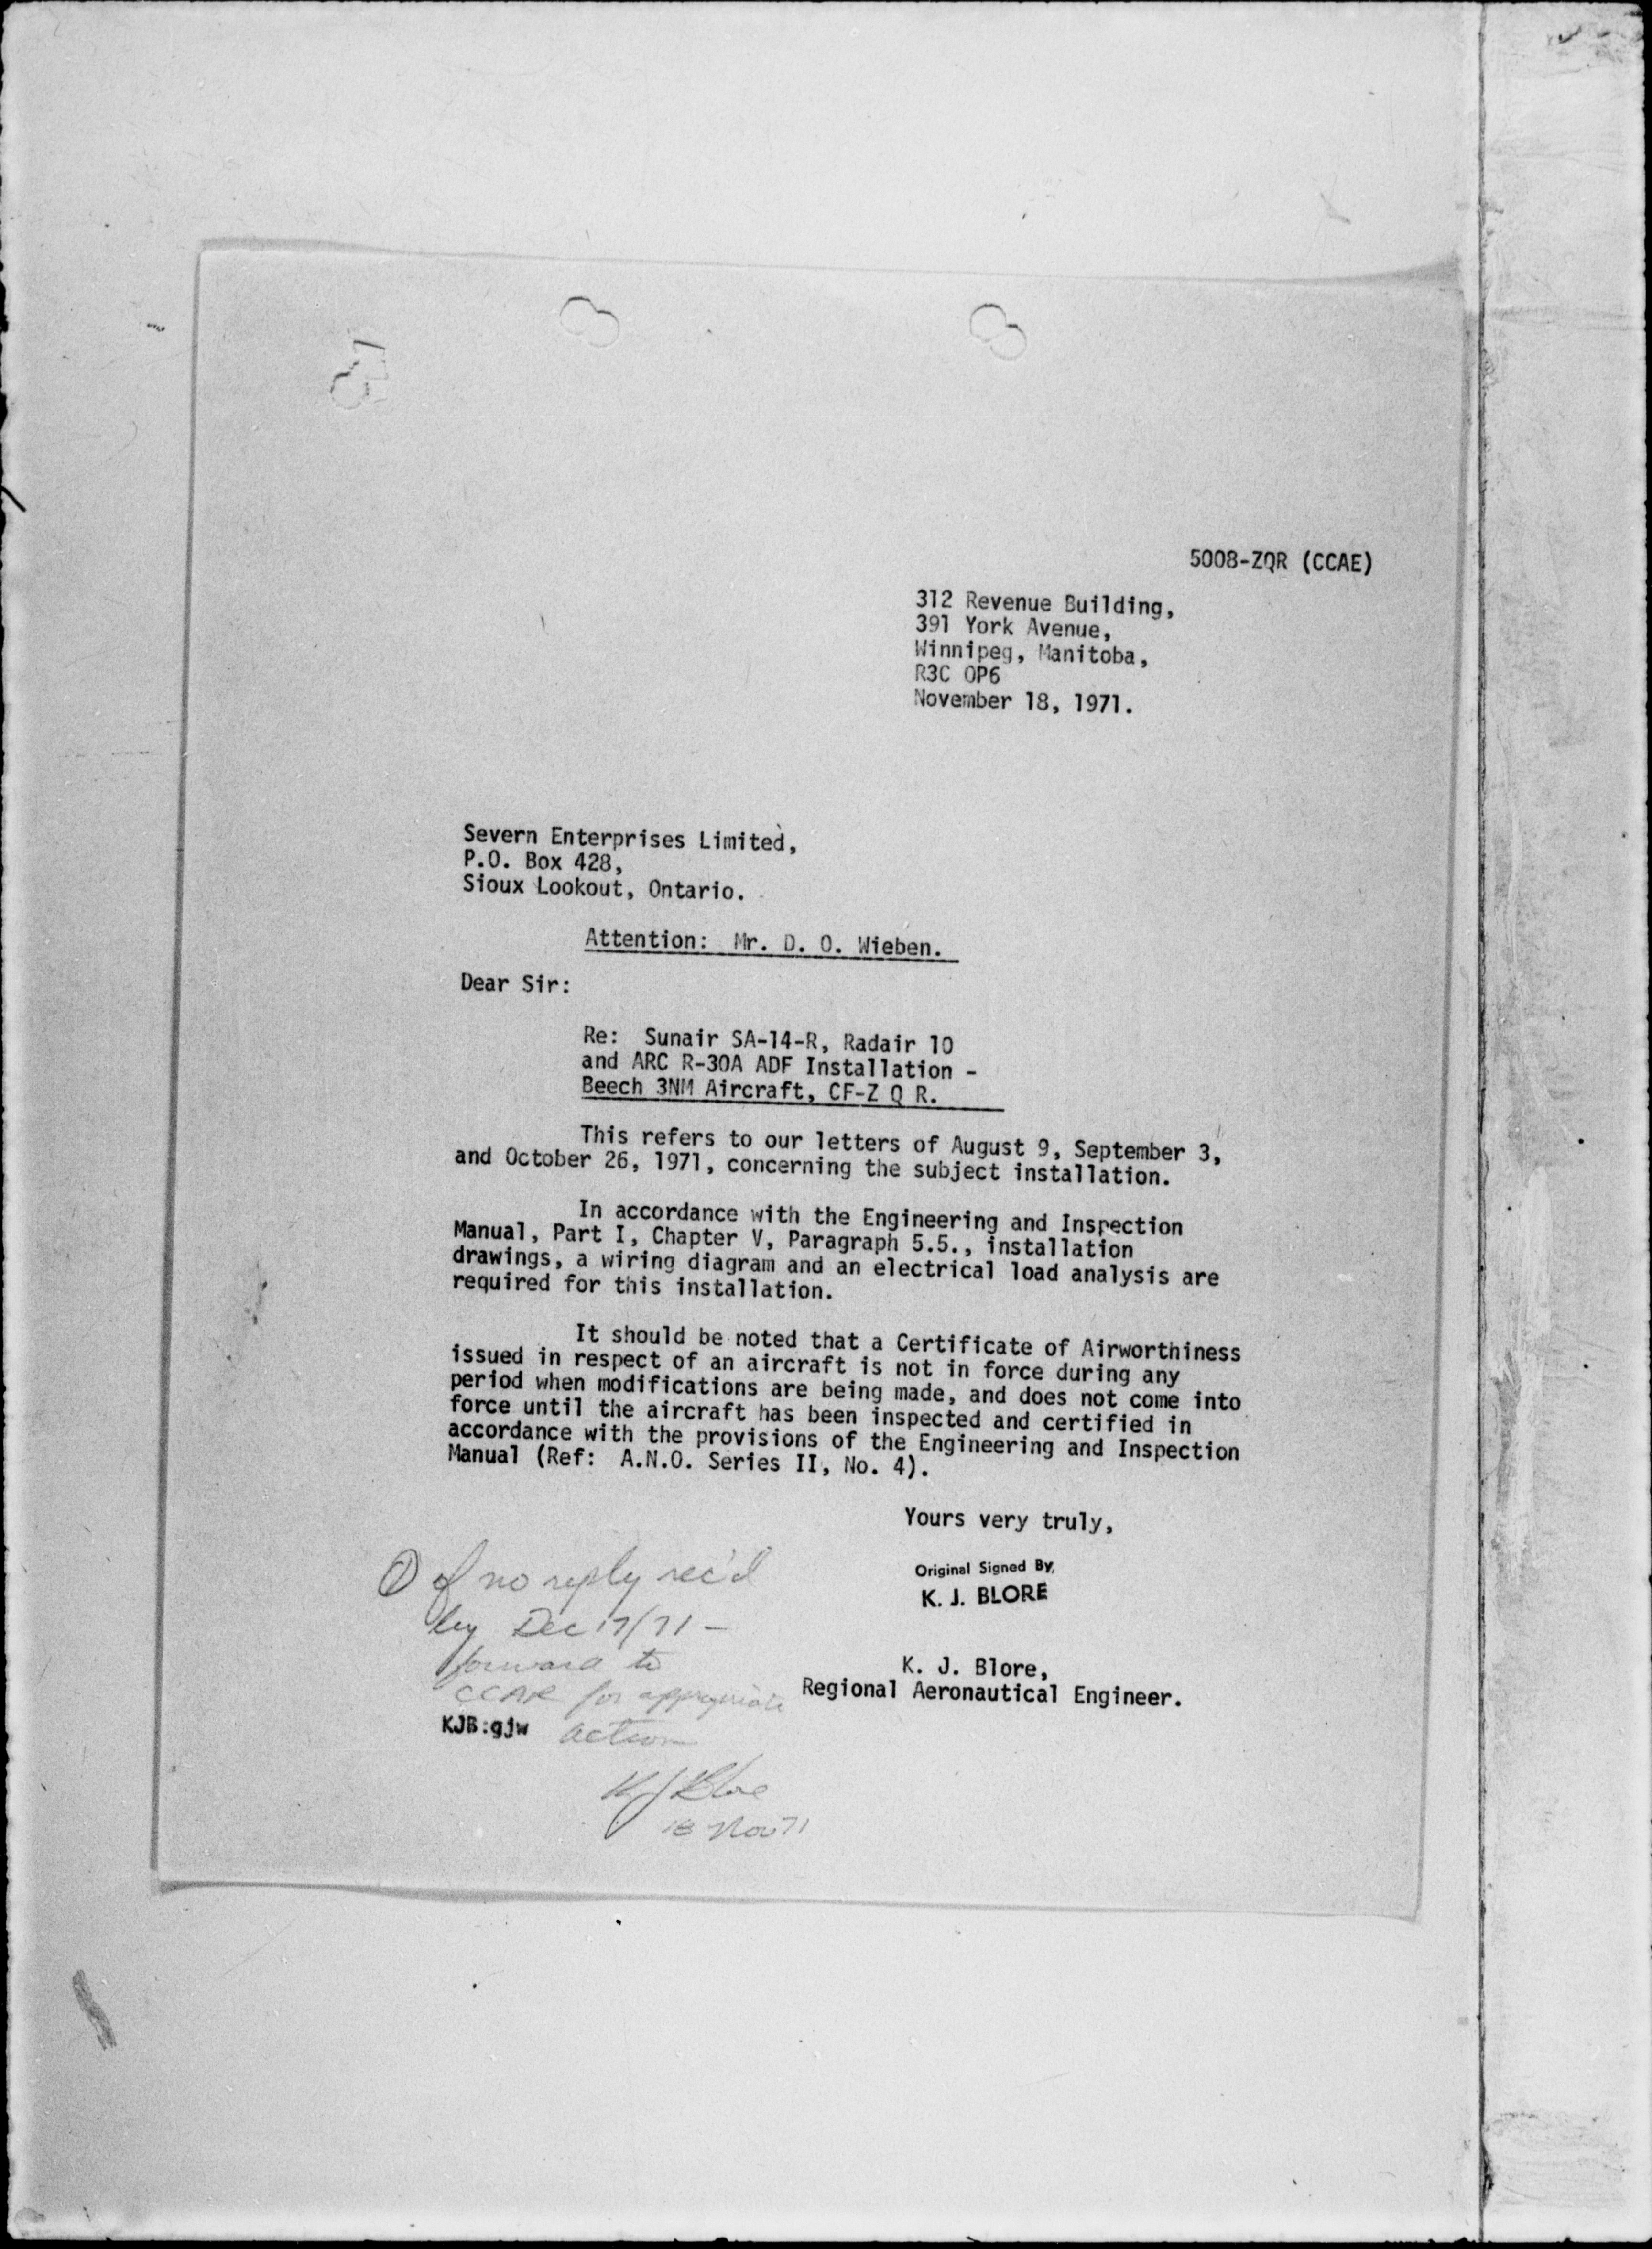 5008-ZQR (CCAE)
312 Revenue Building,
391 York Avenue,
Winnipeg, Manitoba,
R3C OP6
November 18, 1971.
Severn Enterprises Limited,
P.O. Box 428,
Sioux Lookout, Ontario.
Attention: Mr. D. O. Wieben.
Dear Sir:
Re: Sunair SA-14-R, Radair 10
and ARC R-30A ADF Installation -
Beech 3NM Aircraft, CF-Z Q R.
This refers to our letters of August 9, September 3,
and October 26, 1971, concerning the subject installation.
In accordance with the Engineering and Inspection
Manual, Part I, Chapter V, Paragraph 5.5., installation
drawings, a wiring diagram and an electrical load analysis are
required for this installation.
It should be noted that a Certificate of Airworthiness
issued in respect of an aircraft is not in force during any
period when modifications are being made, and does not come into
force until the aircraft has been inspected and certified in
accordance with the provisions of the Engineering and Inspection
Manual (Ref: A.N.O. Series II, No. 4).
Yours very truly,
Original Signed By
K. J. BLORE
K. J. Blore,
Regional Aeronautical Engineer.
① If no reply rec'd
by Dec 17/71 -
forward to
CCAR for appropriate
KJB:gjw action
KJ Blore
18 Nov 71